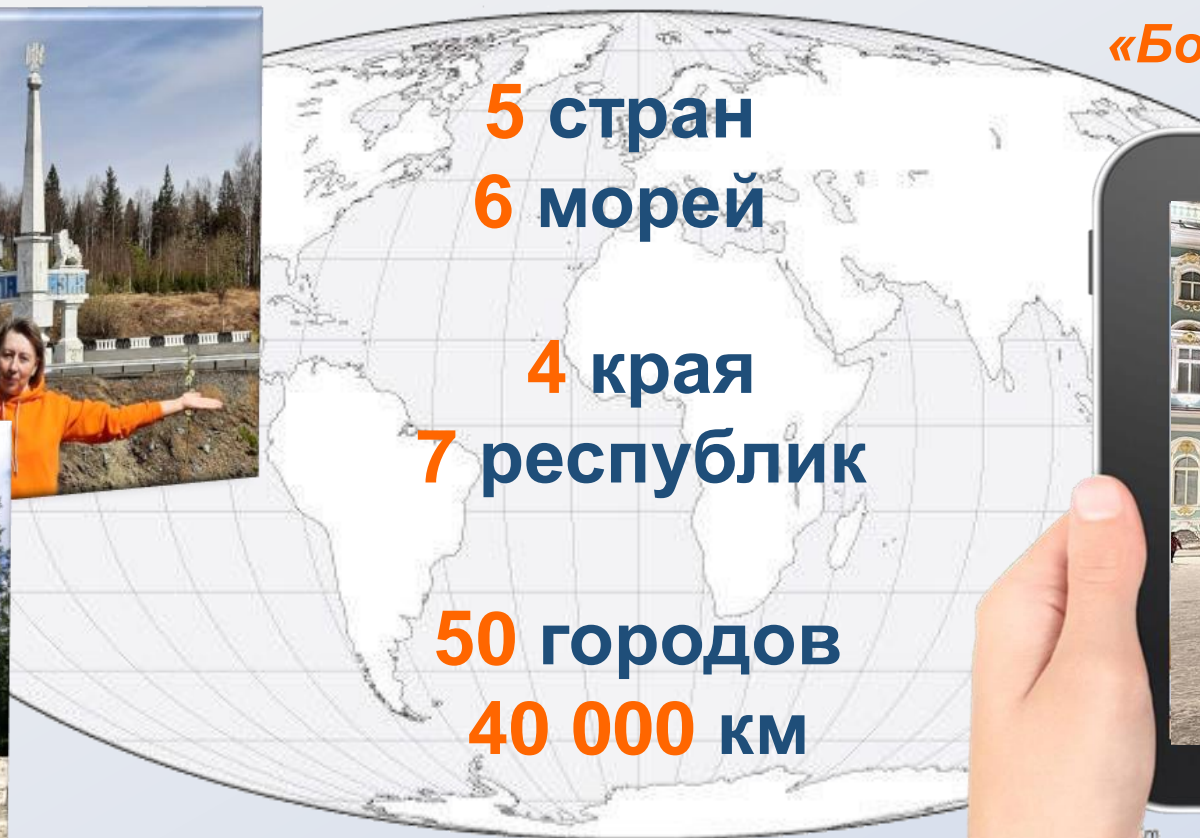 «Бо
5 стран
6 морей
4 края
7 республик
50 городов
40 000 км